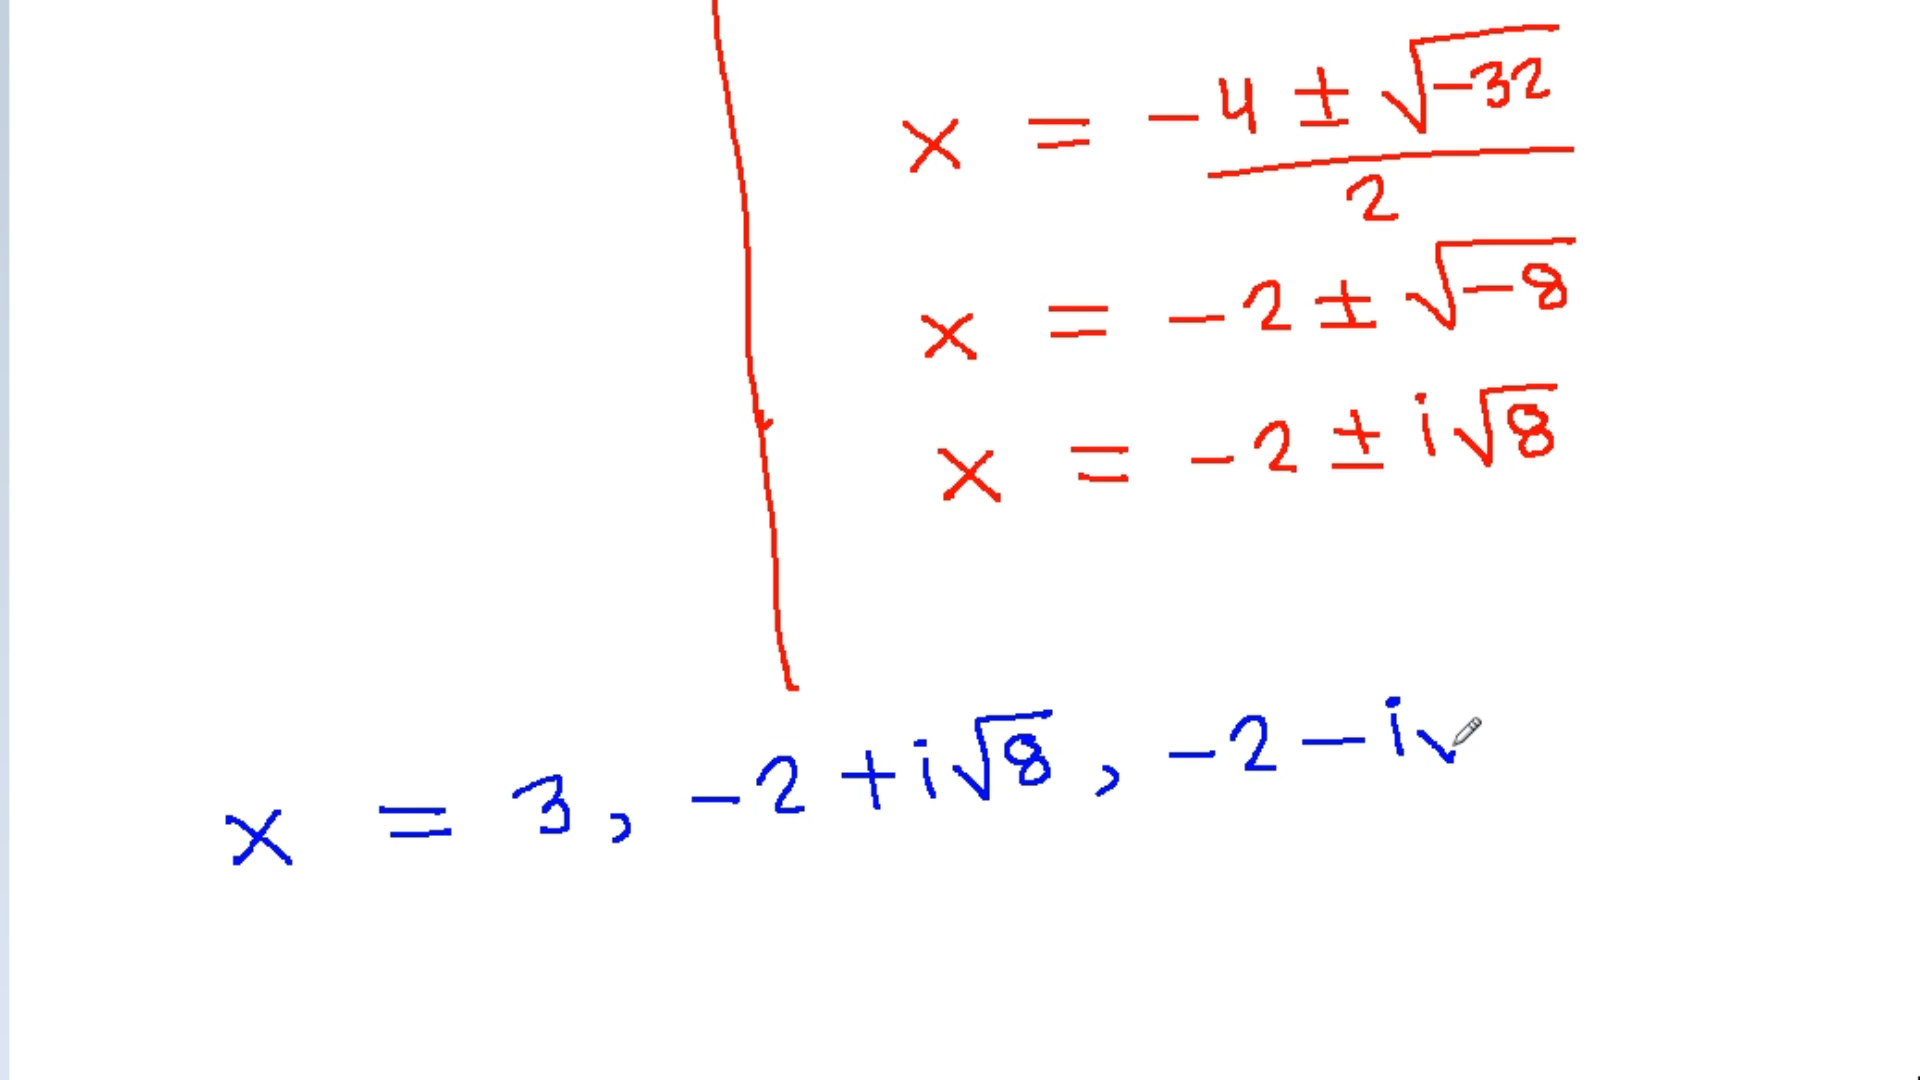 x = -4 ± √-32 / 2
x = -2 ± √-8
x = -2 ± i√8
x = 3, -2 + i√8, -2 - i√